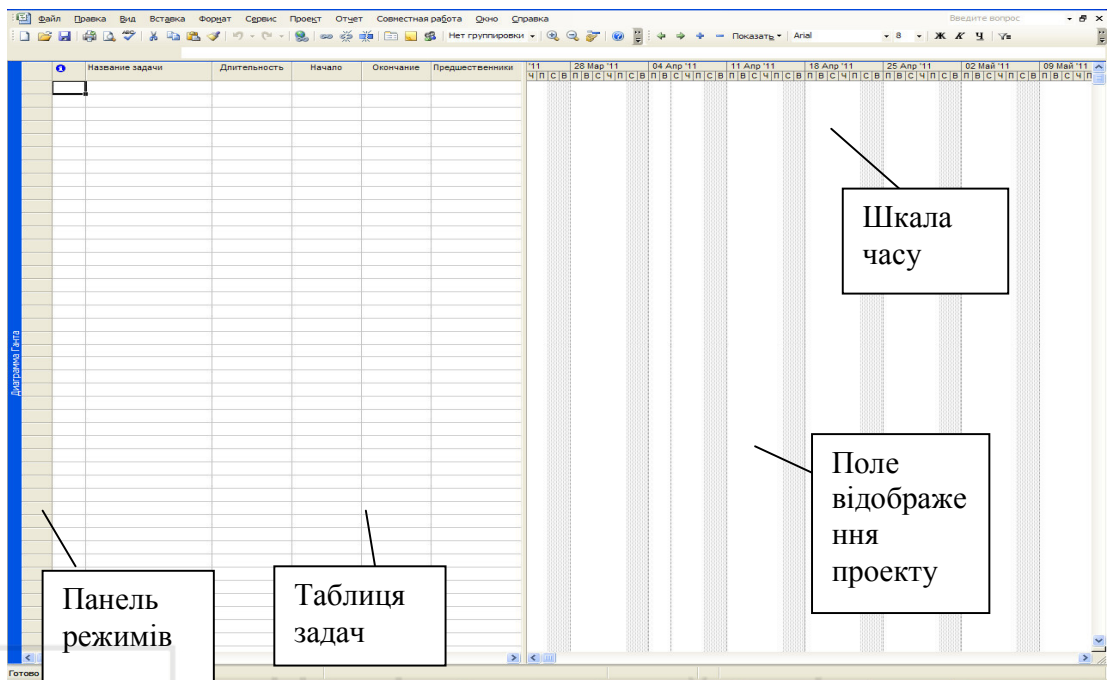 Файл Правка Вид Вставка Формат Сервис Проект Отчет Совместная работа Окно Справка Введите вопрос
Нет группировки Показать Arial 8 Ж К Ч
Название задачи Длительность Начало Окончание Предшественники '11 28 Мар '11 04 Апр '11 11 Апр '11 18 Апр '11 25 Апр '11 02 Май '11 09 Май '11
Ч П С В П В С Ч П С В П В С Ч П С В П В С Ч П С В П В С Ч П С В П В С Ч П С В П В С Ч П С В П В С Ч П
Шкала
часу
Диаграмма Ганта
Поле
відображе
ння
проекту
Панель
режимів
Таблиця
задач
Готово